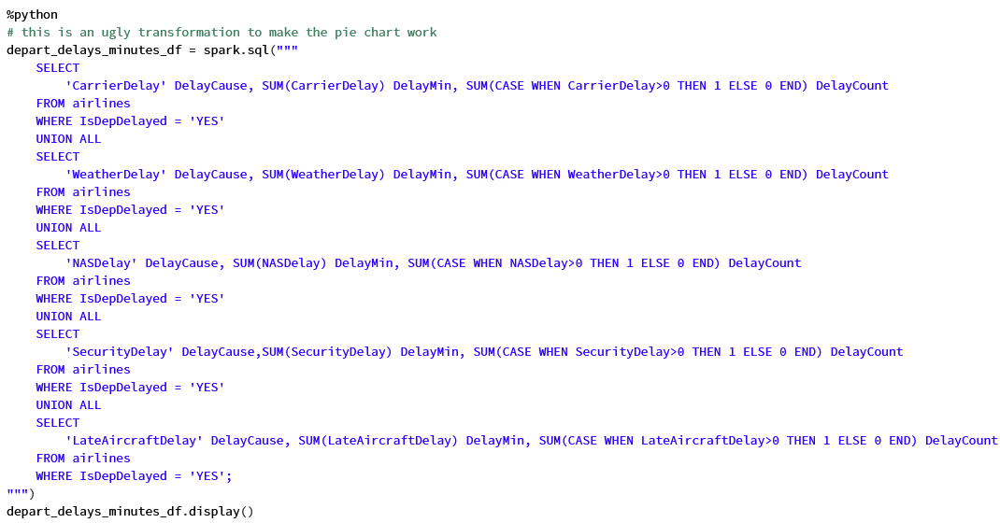 %python
# this is an ugly transformation to make the pie chart work
depart_delays_minutes_df = spark.sql("""
    SELECT
        'CarrierDelay' DelayCause, SUM(CarrierDelay) DelayMin, SUM(CASE WHEN CarrierDelay>0 THEN 1 ELSE 0 END) DelayCount
    FROM airlines
    WHERE IsDepDelayed = 'YES'
    UNION ALL
    SELECT
        'WeatherDelay' DelayCause, SUM(WeatherDelay) DelayMin, SUM(CASE WHEN WeatherDelay>0 THEN 1 ELSE 0 END) DelayCount
    FROM airlines
    WHERE IsDepDelayed = 'YES'
    UNION ALL
    SELECT
        'NASDelay' DelayCause, SUM(NASDelay) DelayMin, SUM(CASE WHEN NASDelay>0 THEN 1 ELSE 0 END) DelayCount
    FROM airlines
    WHERE IsDepDelayed = 'YES'
    UNION ALL
    SELECT
        'SecurityDelay' DelayCause,SUM(SecurityDelay) DelayMin, SUM(CASE WHEN SecurityDelay>0 THEN 1 ELSE 0 END) DelayCount
    FROM airlines
    WHERE IsDepDelayed = 'YES'
    UNION ALL
    SELECT
        'LateAircraftDelay' DelayCause, SUM(LateAircraftDelay) DelayMin, SUM(CASE WHEN LateAircraftDelay>0 THEN 1 ELSE 0 END) DelayCount
    FROM airlines
    WHERE IsDepDelayed = 'YES';
""")
depart_delays_minutes_df.display()